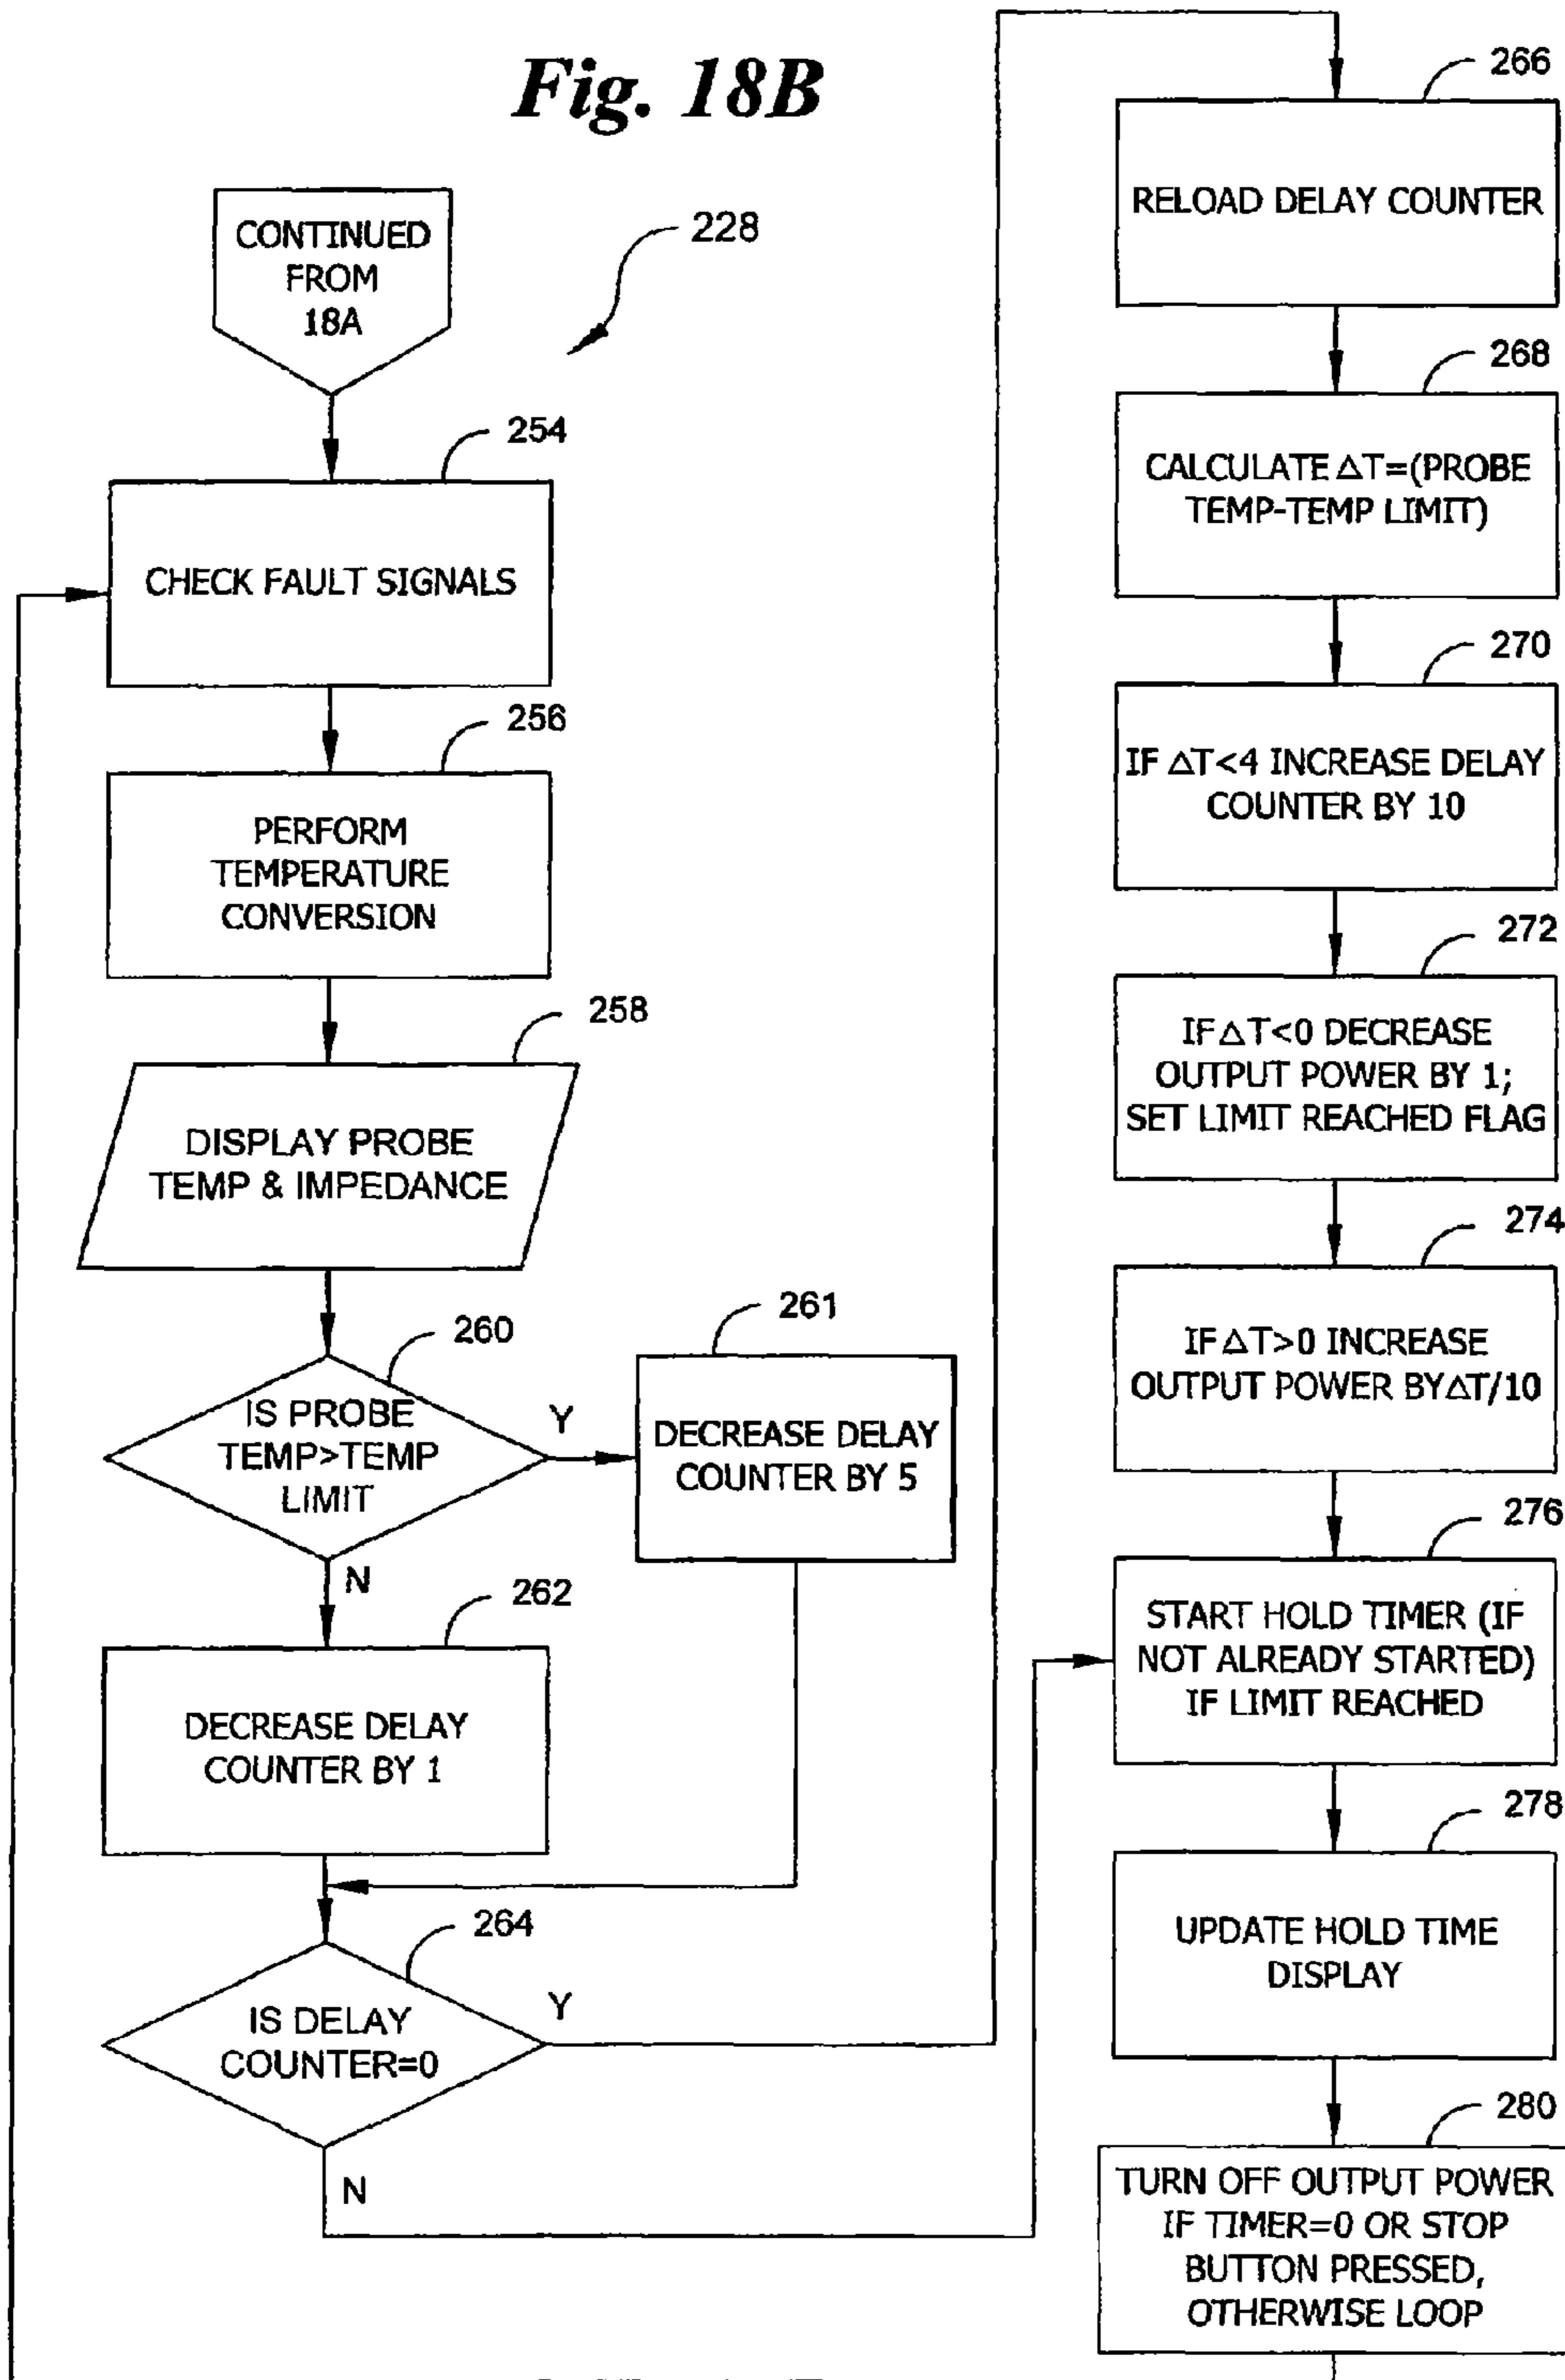 Fig. 18B
CONTINUED
FROM
18A
228
254
CHECK FAULT SIGNALS
256
PERFORM
TEMPERATURE
CONVERSION
258
DISPLAY PROBE
TEMP & IMPEDANCE
260
IS PROBE
TEMP>TEMP
LIMIT
Y
N
261
DECREASE DELAY
COUNTER BY 5
262
DECREASE DELAY
COUNTER BY 1
264
IS DELAY
COUNTER=0
Y
N
266
RELOAD DELAY COUNTER
268
CALCULATE ΔT=(PROBE
TEMP-TEMP LIMIT)
270
IF ΔT<4 INCREASE DELAY
COUNTER BY 10
272
IF ΔT<0 DECREASE
OUTPUT POWER BY 1;
SET LIMIT REACHED FLAG
274
IF ΔT>0 INCREASE
OUTPUT POWER BYΔT/10
276
START HOLD TIMER (IF
NOT ALREADY STARTED)
IF LIMIT REACHED
278
UPDATE HOLD TIME
DISPLAY
280
TURN OFF OUTPUT POWER
IF TIMER=0 OR STOP
BUTTON PRESSED,
OTHERWISE LOOP